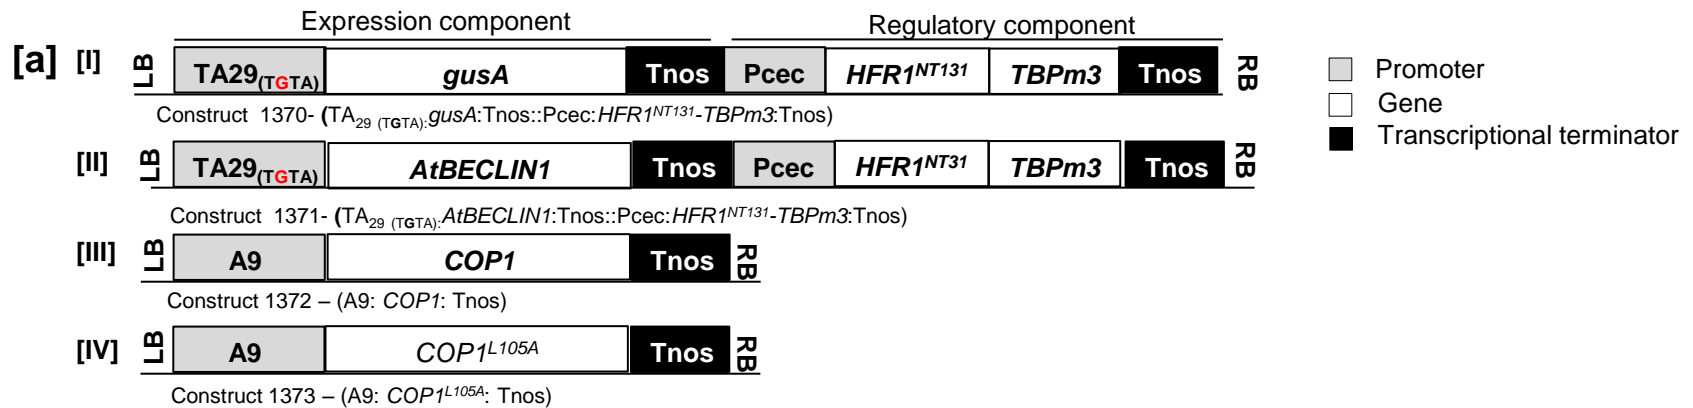 Expression component Regulatory component
[a] [I] LB TA29(TGTA) gusA Tnos Pcec HFR1NT131 TBPm3 Tnos RB
Construct 1370- (TA29 (TGTA):gusA:Tnos::Pcec:HFR1NT131-TBPm3:Tnos)
[II] LB TA29(TGTA) AtBECLIN1 Tnos Pcec HFR1NT31 TBPm3 Tnos RB
Construct 1371- (TA29 (TGTA):AtBECLIN1:Tnos::Pcec:HFR1NT131-TBPm3:Tnos)
[III] LB A9 COP1 Tnos RB
Construct 1372 – (A9: COP1: Tnos)
[IV] LB A9 COP1L105A Tnos RB
Construct 1373 – (A9: COP1L105A: Tnos)
Promoter
Gene
Transcriptional terminator